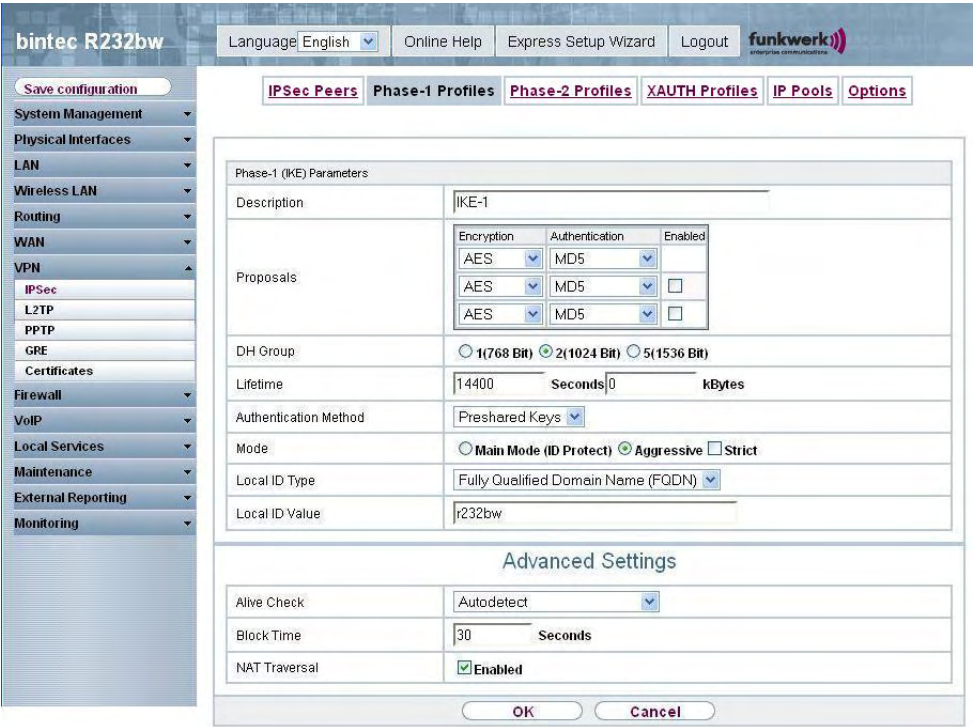 bintec R232bw
Language English Online Help Express Setup Wizard Logout funkwerk
enterprise communications
Save configuration
System Management
Physical Interfaces
LAN
Wireless LAN
Routing
WAN
VPN
IPSec
L2TP
PPTP
GRE
Certificates
Firewall
VoIP
Local Services
Maintenance
External Reporting
Monitoring
IPSec Peers Phase-1 Profiles Phase-2 Profiles XAUTH Profiles IP Pools Options
Phase-1 (IKE) Parameters
Description IKE-1
Proposals
Encryption Authentication Enabled
AES MD5
AES MD5
AES MD5
DH Group 1(768 Bit) 2(1024 Bit) 5(1536 Bit)
Lifetime 14400 Seconds 0 kBytes
Authentication Method Preshared Keys
Mode Main Mode (ID Protect) Aggressive Strict
Local ID Type Fully Qualified Domain Name (FQDN)
Local ID Value r232bw
Advanced Settings
Alive Check Autodetect
Block Time 30 Seconds
NAT Traversal Enabled
OK Cancel